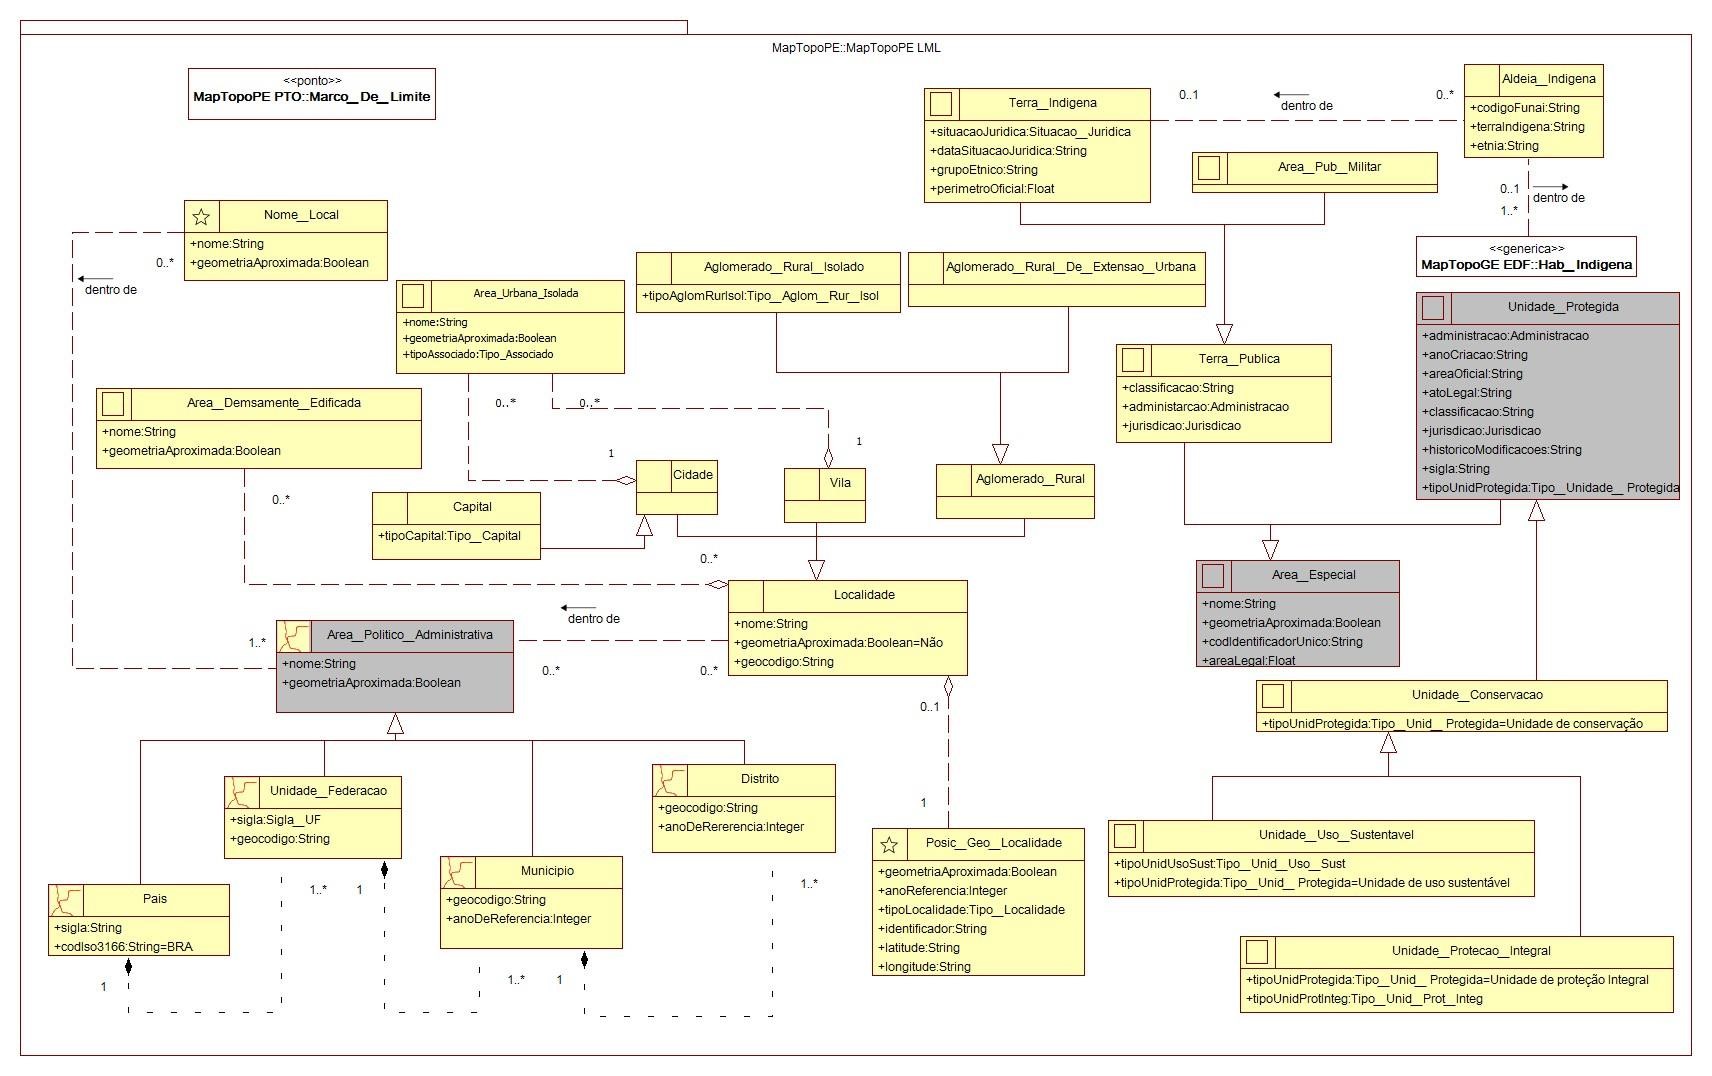 MapTopoPE::MapTopoPE LML
<<ponto>>
MapTopoPE PTO::Marco__De__Limite
Terra__Indigena
+situacaoJuridica:Situacao__Juridica
+dataSituacaoJuridica:String
+grupoEtnico:String
+perimetroOficial:Float
0..1
dentro de
0..*
Aldeia__Indigena
+codigoFunai:String
+terraIndigena:String
+etnia:String
Area__Pub__Militar
0..1
dentro de
1..*
<<generica>>
MapTopoGE EDF::Hab__Indigena
Nome__Local
+nome:String
+geometriaAproximada:Boolean
0..*
dentro de
Area_Urbana_Isolada
+nome:String
+geometriaAproximada:Boolean
+tipoAssociado:Tipo_Associado
Aglomerado__Rural__Isolado
+tipoAglomRurIsol:Tipo__Aglom__Rur__Isol
Aglomerado__Rural__De__Extensao__Urbana
Unidade__Protegida
+administracao:Administracao
+anoCriacao:String
+areaOficial:String
+atoLegal:String
+classificacao:String
+jurisdicao:Jurisdicao
+historicoModificacoes:String
+sigla:String
+tipoUnidProtegida:Tipo__Unidade__ Protegida
Terra__Publica
+classificacao:String
+administarcao:Administracao
+jurisdicao:Jurisdicao
Area__Demsamente__Edificada
+nome:String
+geometriaAproximada:Boolean
0..*
0..*
0..*
1
1
Cidade
Vila
Aglomerado__Rural
Capital
+tipoCapital:Tipo__Capital
0..*
Localidade
+nome:String
+geometriaAproximada:Boolean=Não
+geocodigo:String
dentro de
0..*
0..*
Area__Especial
+nome:String
+geometriaAproximada:Boolean
+codIdentificadorUnico:String
+areaLegal:Float
1..*
Area__Politico__Administrativa
+nome:String
+geometriaAproximada:Boolean
Unidade__Conservacao
+tipoUnidProtegida:Tipo__Unid__ Protegida=Unidade de conservação
0..1
1
Unidade__Federacao
+sigla:Sigla__UF
+geocodigo:String
Distrito
+geocodigo:String
+anoDeRererencia:Integer
Posic__Geo__Localidade
+geometriaAproximada:Boolean
+anoReferencia:Integer
+tipoLocalidade:Tipo__Localidade
+identificador:String
+latitude:String
+longitude:String
Unidade__Uso__Sustentavel
+tipoUnidUsoSust:Tipo__Unid__Uso__Sust
+tipoUnidProtegida:Tipo__Unid__ Protegida=Unidade de uso sustentável
Pais
+sigla:String
+codIso3166:String=BRA
1
1..*
1
Municipio
+geocodigo:String
+anoDeReferencia:Integer
1..*
1
1..*
Unidade__Protecao__Integral
+tipoUnidProtegida:Tipo__Unid__ Protegida=Unidade de proteção Integral
+tipoUnidProtInteg:Tipo__Unid__Prot__Integ